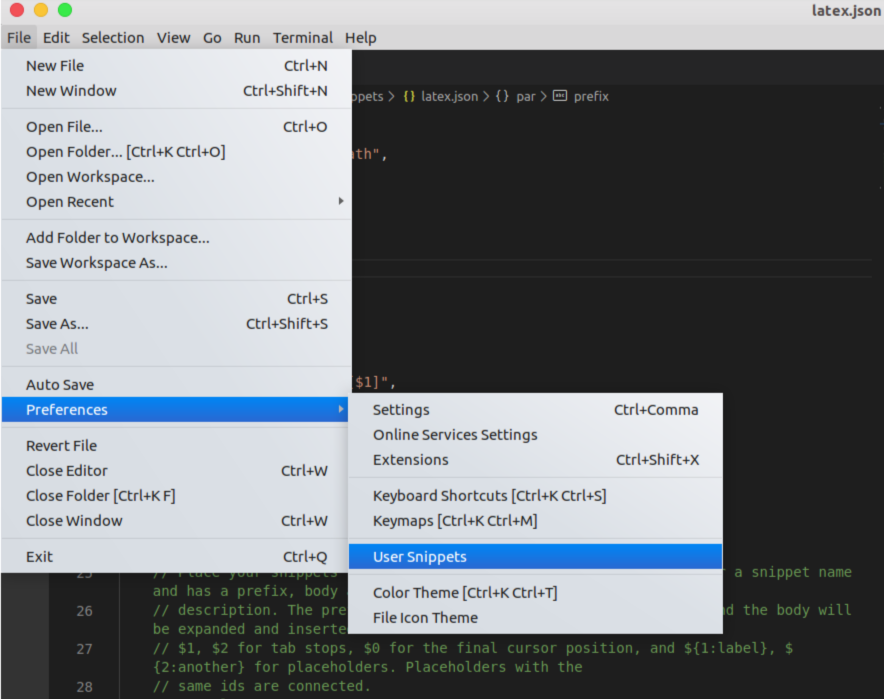 latex.json
File Edit Selection View Go Run Terminal Help
New File Ctrl+N
New Window Ctrl+Shift+N
ppets > {} latex.json > {} par > abc prefix
Open File... Ctrl+O
Open Folder... [Ctrl+K Ctrl+O]
ath",
Open Workspace...
Open Recent
Add Folder to Workspace...
Save Workspace As...
Save Ctrl+S
Save As... Ctrl+Shift+S
Save All
Auto Save
[$1]",
Preferences
Settings Ctrl+Comma
Online Services Settings
Extensions Ctrl+Shift+X
Keyboard Shortcuts [Ctrl+K Ctrl+S]
Keymaps [Ctrl+K Ctrl+M]
User Snippets
Color Theme [Ctrl+K Ctrl+T]
File Icon Theme
Revert File
Close Editor Ctrl+W
Close Folder [Ctrl+K F]
Close Window Ctrl+W
Exit Ctrl+Q
25 // Place your snippets r a snippet name
and has a prefix, body
26 // description. The pre d the body will
be expanded and inserte
27 // $1, $2 for tab stops, $0 for the final cursor position, and ${1:label}, $
{2:another} for placeholders. Placeholders with the
28 // same ids are connected.